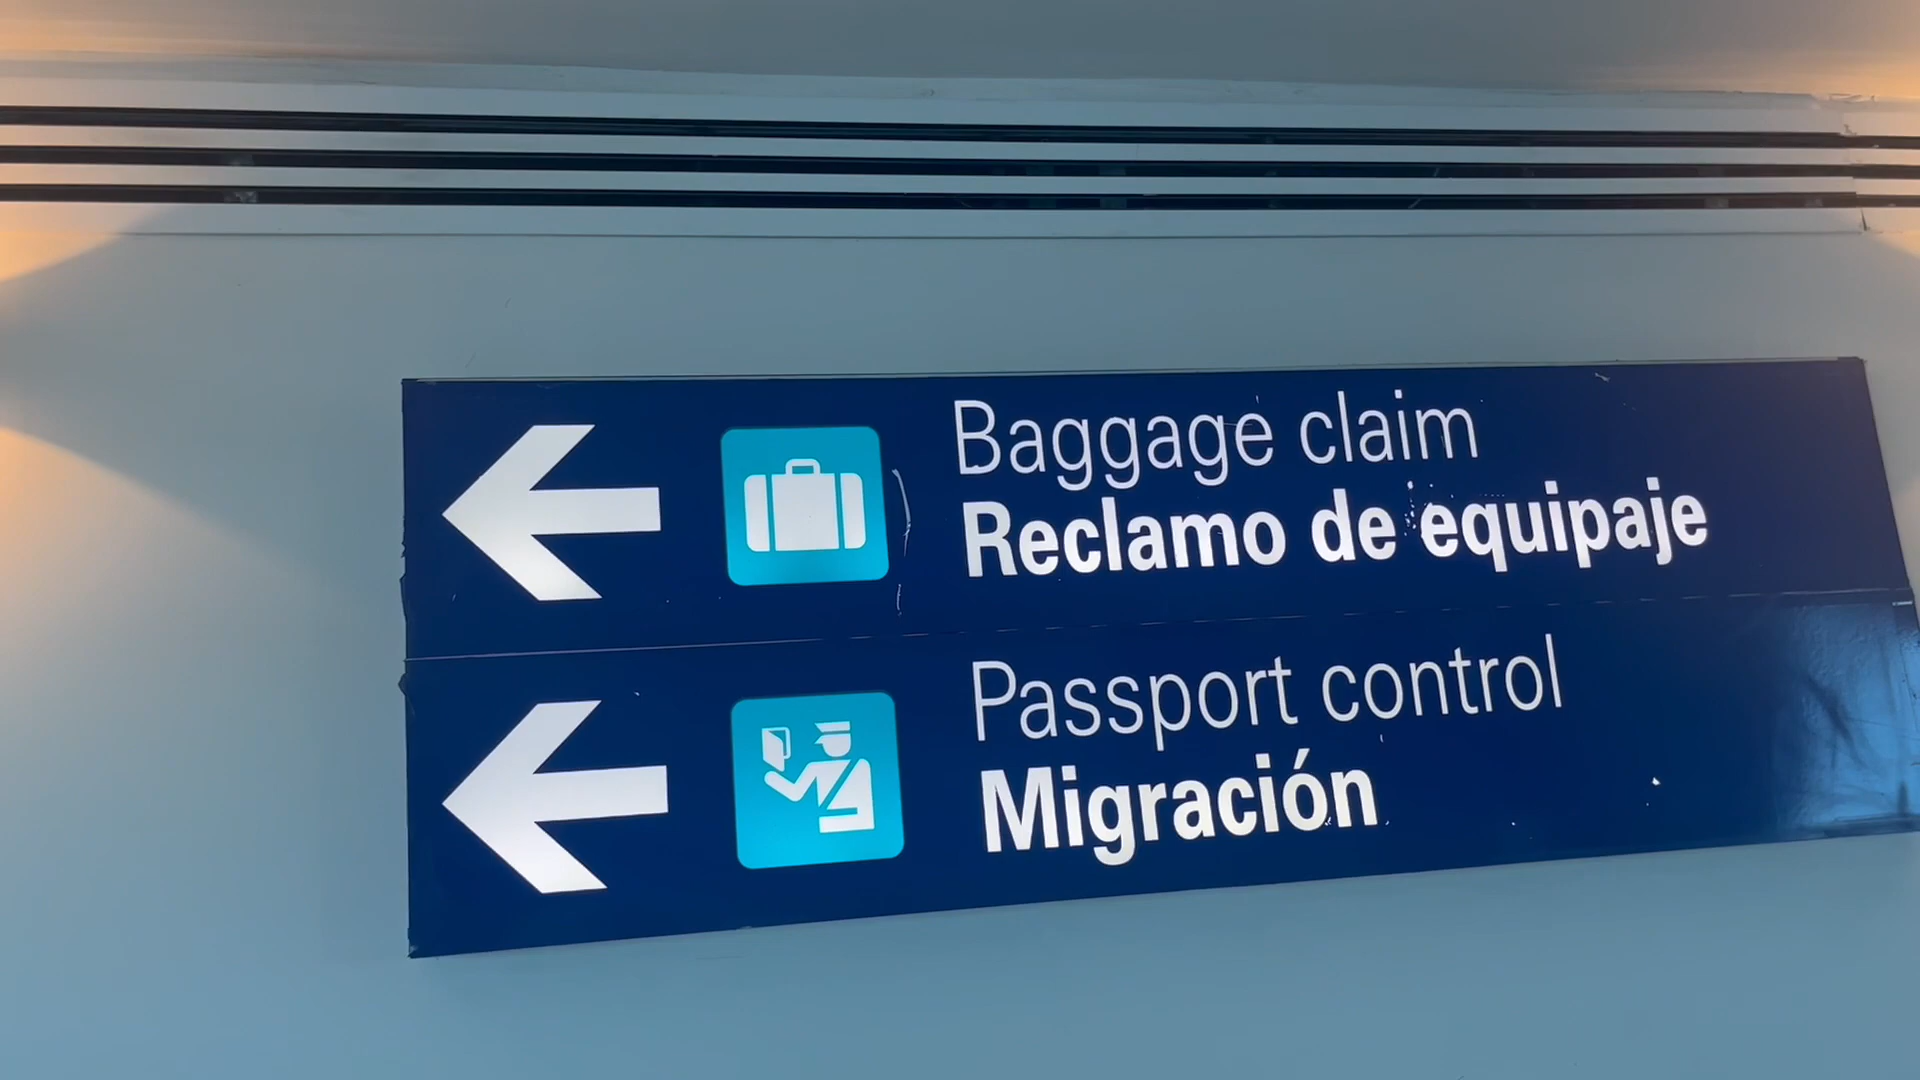 Baggage claim
Reclamo de equipaje
Passport control
Migración